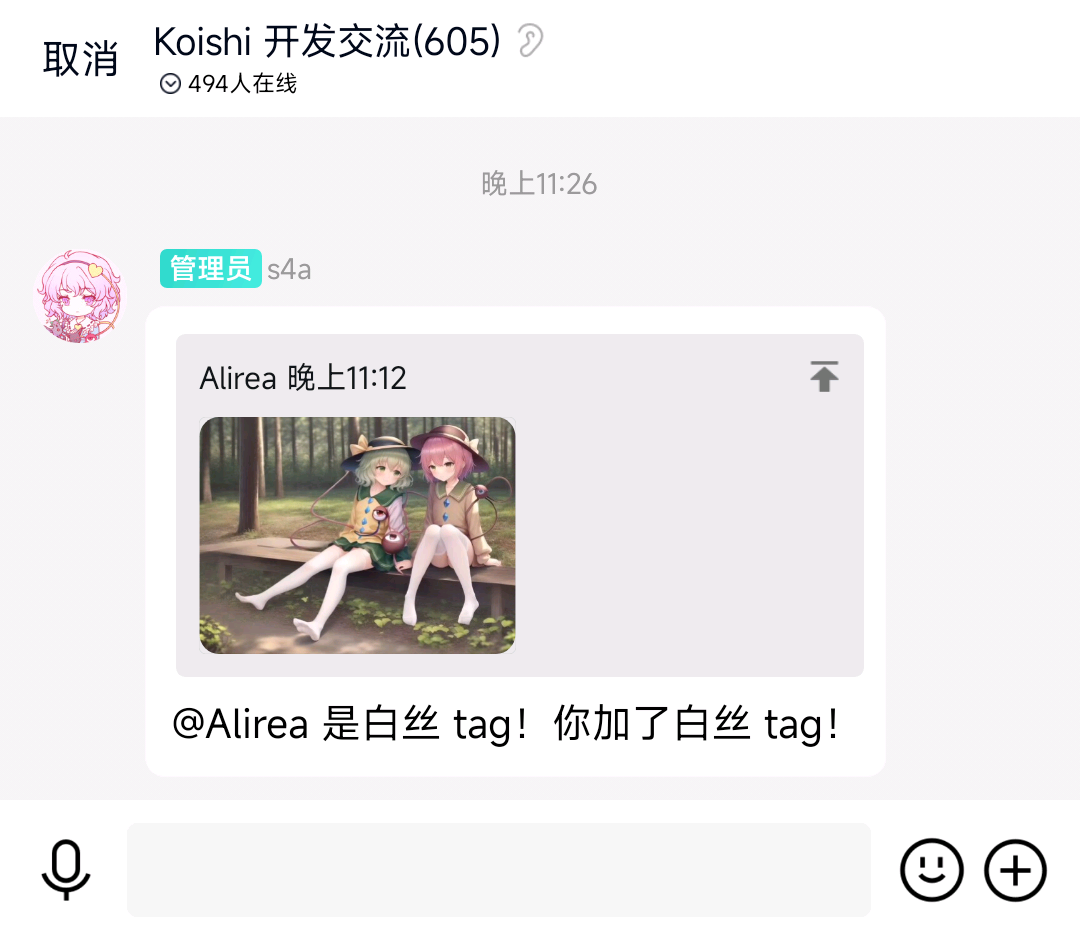 取消
Koishi 开发交流(605)
494人在线
晚上11:26
管理员 s4a
Alirea 晚上11:12
@Alirea 是白丝 tag！你加了白丝 tag！